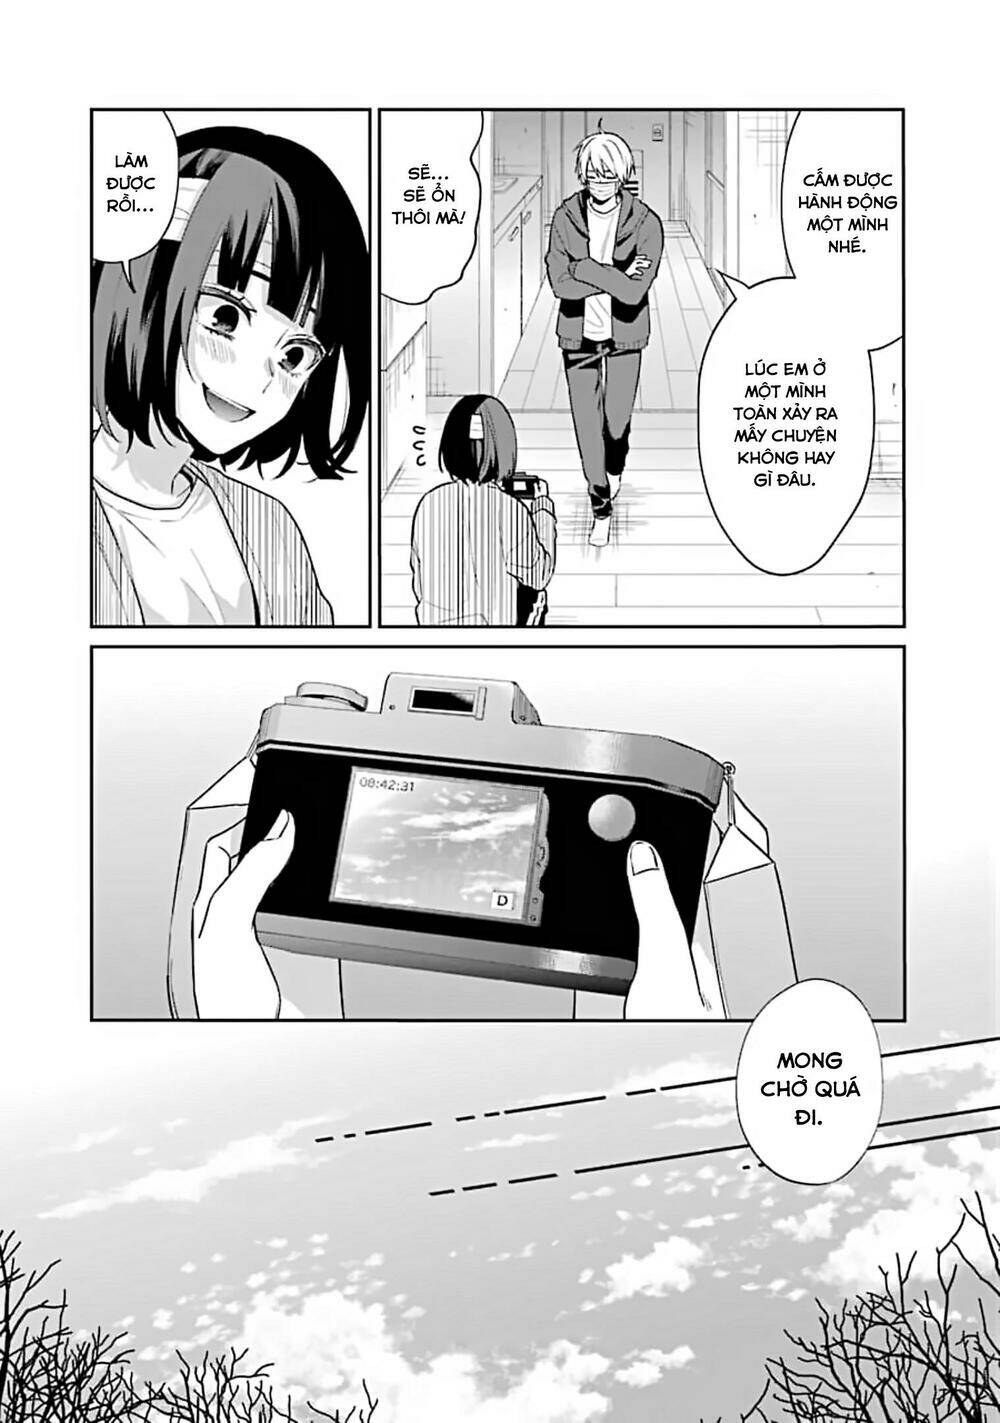 CẤM ĐƯỢC
HÀNH ĐỘNG
MỘT MÌNH
NHÉ.
LÚC EM Ở
MỘT MÌNH
TOÀN XẢY RA
MẤY CHUYỆN
KHÔNG HAY
GÌ ĐÂU.
SẼ...
SẼ ỔN
THÔI MÀ!
LÀM
ĐƯỢC
RỒI...
08:42:31
D
MONG
CHỜ QUÁ
ĐI.